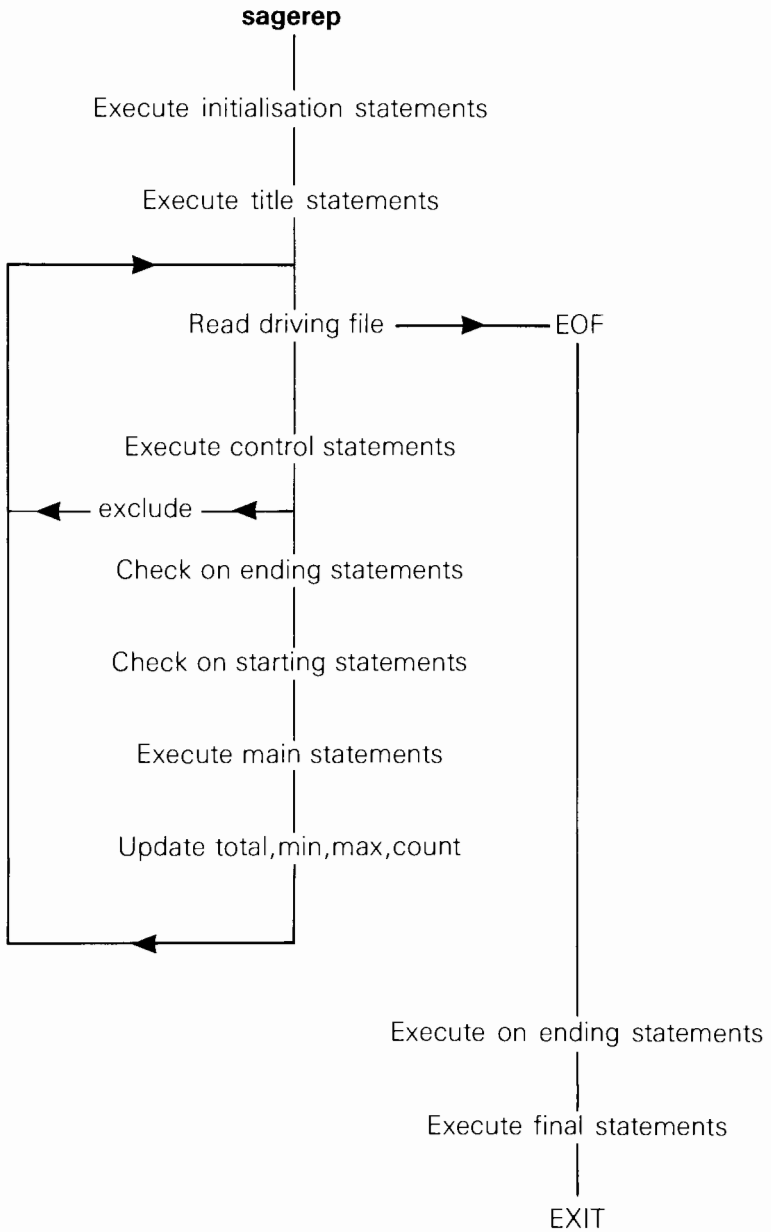 sagerep
Execute initialisation statements
Execute title statements
Read driving file
EOF
Execute control statements
exclude
Check on ending statements
Check on starting statements
Execute main statements
Update total,min,max,count
Execute on ending statements
Execute final statements
EXIT